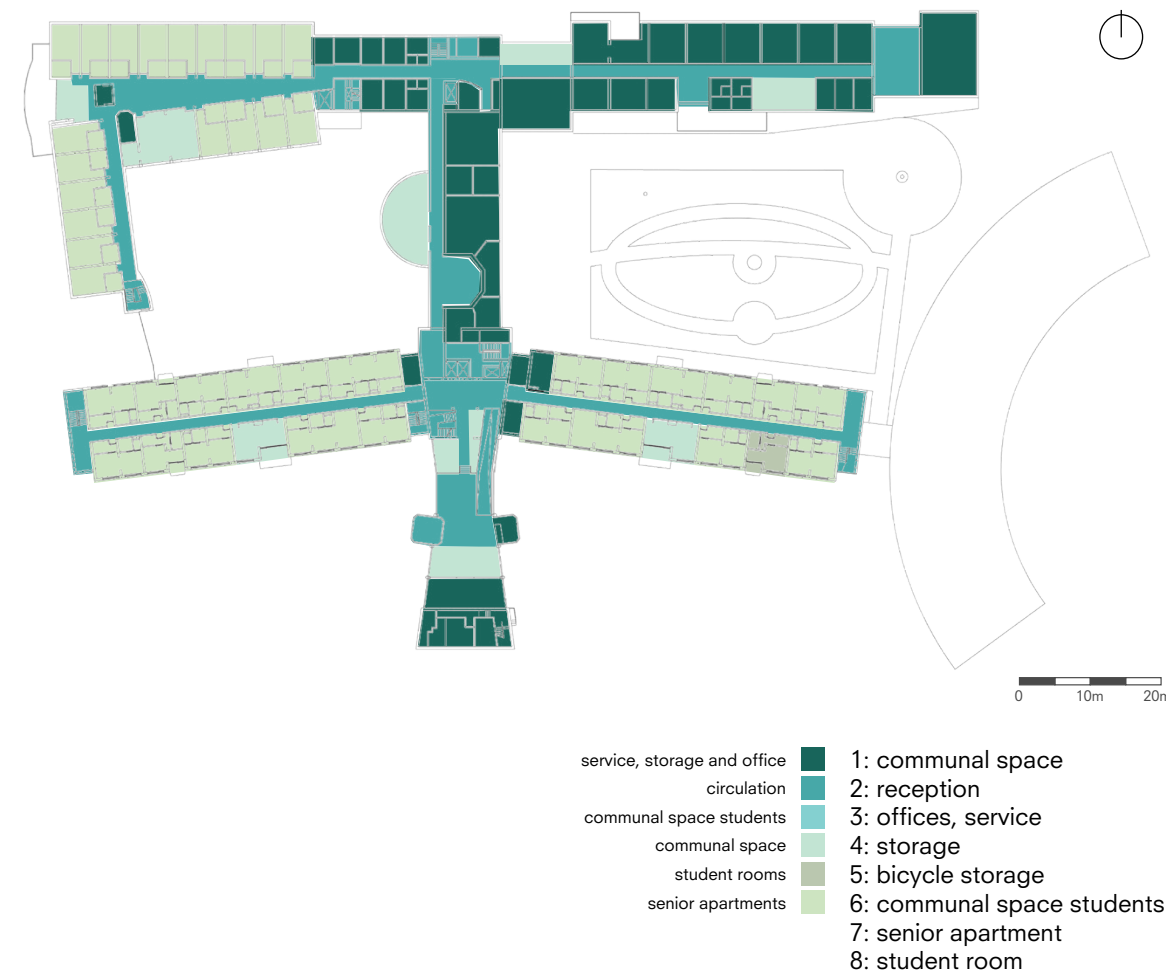 0 10m 20m
service, storage and office 1: communal space
circulation 2: reception
communal space students 3: offices, service
communal space 4: storage
student rooms 5: bicycle storage
senior apartments 6: communal space students
7: senior apartment
8: student room